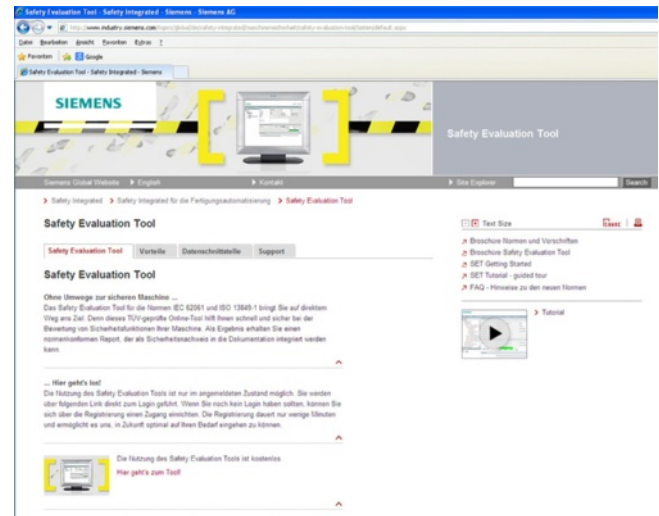 Safety Evaluation Tool - Safety Integrated - Siemens - Siemens AG
Datei Bearbeiten Ansicht Favoriten Extras ?
Favoriten Google
Safety Evaluation Tool - Safety Integrated - Siemens
SIEMENS
Safety Evaluation Tool
Siemens Global Website English Kontakt Site Explorer Search
Safety Integrated Safety Integrated für die Fertigungsautomatisierung Safety Evaluation Tool
Safety Evaluation Tool
Text Size
Safety Evaluation Tool Vorteile Datenschnittstelle Support
Broschüre Normen und Vorschriften
Broschüre Safety Evaluation Tool
SET Getting Started
SET Tutorial - guided tour
FAQ - Hinweise zu den neuen Normen
Tutorial
Safety Evaluation Tool
Ohne Umwege zur sicheren Maschine ...
Das Safety Evaluation Tool für die Normen IEC 62061 und ISO 13849-1 bringt Sie auf direktem
Weg ans Ziel. Denn dieses TÜV-geprüfte Online-Tool hilft Ihnen schnell und sicher bei der
Bewertung von Sicherheitsfunktionen Ihrer Maschine. Als Ergebnis erhalten Sie einen
normenkonformen Report, der als Sicherheitsnachweis in die Dokumentation integriert werden
kann.
... Hier geht's los!
Die Nutzung des Safety Evaluation Tools ist nur im angemeldeten Zustand möglich. Sie werden
über folgenden Link direkt zum Login geführt. Wenn Sie noch kein Login haben sollten, können Sie
sich über die Registrierung einen Zugang einrichten. Die Registrierung dauert nur wenige Minuten
und ermöglicht es uns, in Zukunft optimal auf Ihren Bedarf eingehen zu können.
Die Nutzung des Safety Evaluation Tools ist kostenlos.
Hier geht's zum Tool!